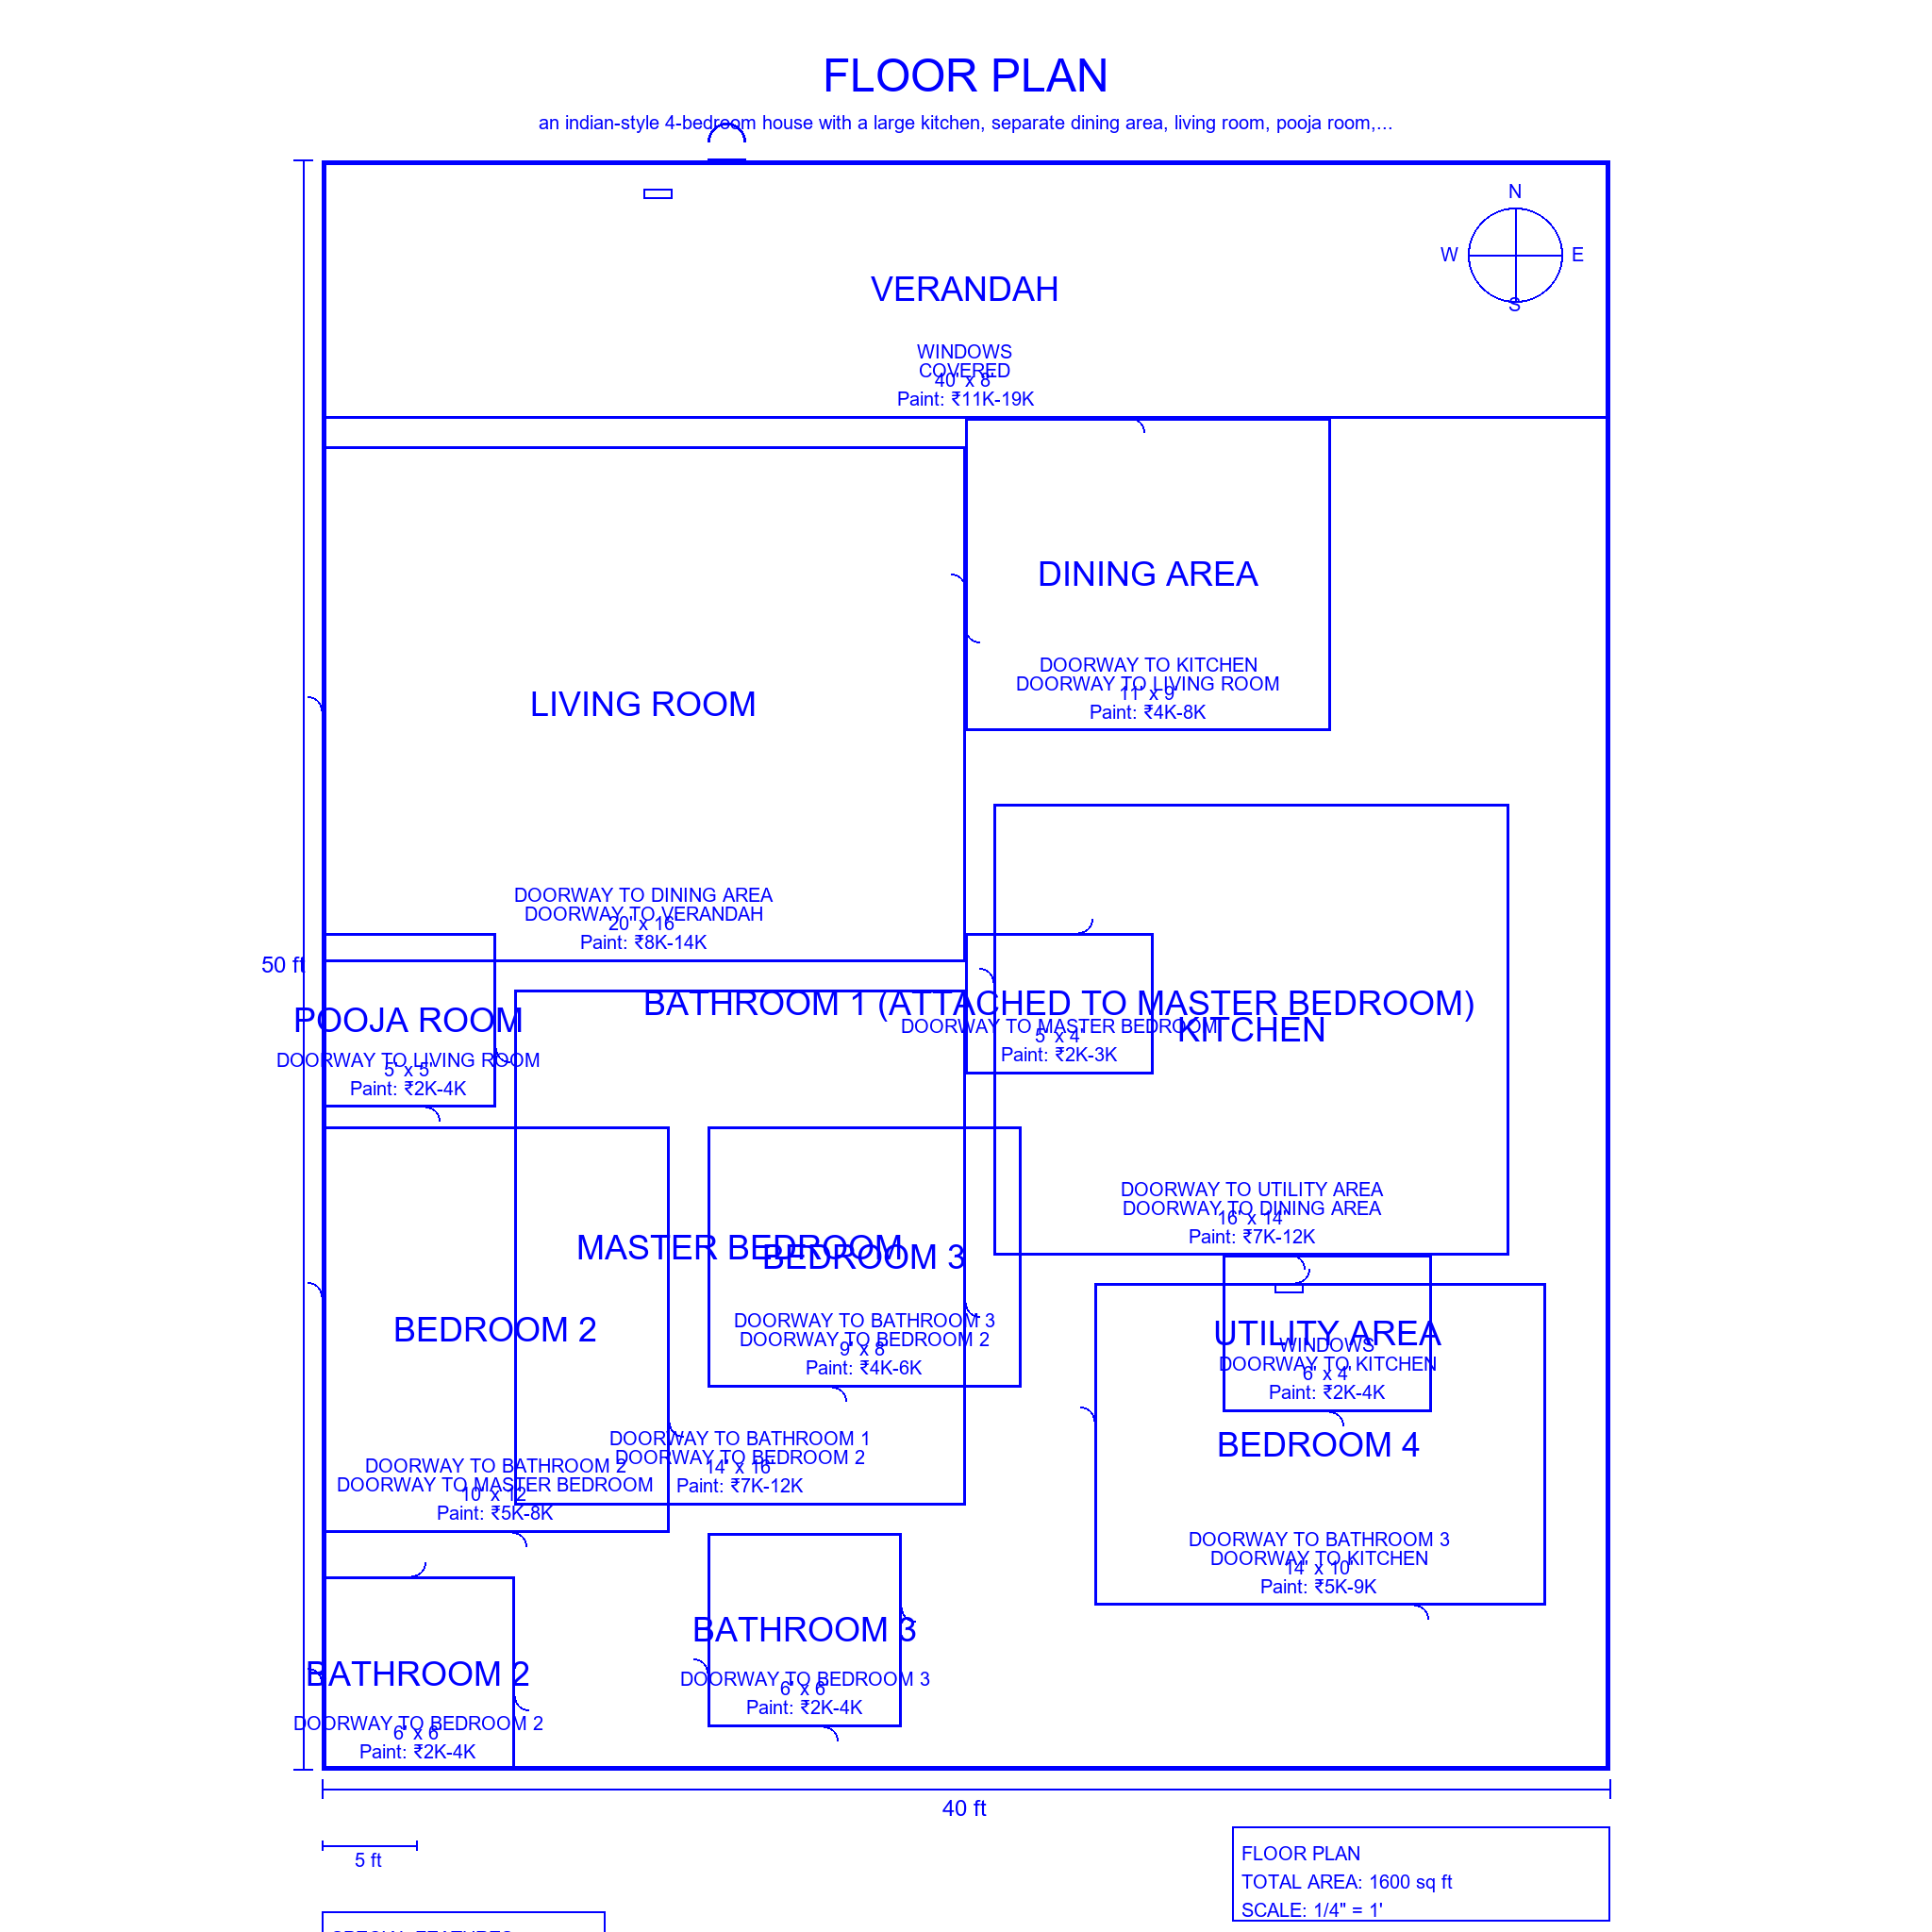 FLOOR PLAN
an indian-style 4-bedroom house with a large kitchen, separate dining area, living room, pooja room,...
N
W
E
S
VERANDAH
WINDOWS
COVERED
40' x 8'
Paint: ₹11K-19K
DINING AREA
DOORWAY TO KITCHEN
DOORWAY TO LIVING ROOM
11' x 9'
Paint: ₹4K-8K
LIVING ROOM
DOORWAY TO DINING AREA
DOORWAY TO VERANDAH
20' x 16'
Paint: ₹8K-14K
50 ft
POOJA ROOM
DOORWAY TO LIVING ROOM
5' x 5'
Paint: ₹2K-4K
BATHROOM 1 (ATTACHED TO MASTER BEDROOM)
DOORWAY TO MASTER BEDROOM
5' x 4'
Paint: ₹2K-3K
KITCHEN
DOORWAY TO UTILITY AREA
DOORWAY TO DINING AREA
16' x 14'
Paint: ₹7K-12K
MASTER BEDROOM
DOORWAY TO BATHROOM 1
DOORWAY TO BEDROOM 2
14' x 16'
Paint: ₹7K-12K
BEDROOM 3
DOORWAY TO BATHROOM 3
DOORWAY TO BEDROOM 2
9' x 8'
Paint: ₹4K-6K
BEDROOM 2
DOORWAY TO BATHROOM 2
DOORWAY TO MASTER BEDROOM
10' x 12'
Paint: ₹5K-8K
UTILITY AREA
WINDOWS
DOORWAY TO KITCHEN
6' x 4'
Paint: ₹2K-4K
BEDROOM 4
DOORWAY TO BATHROOM 3
DOORWAY TO KITCHEN
14' x 10'
Paint: ₹5K-9K
BATHROOM 3
DOORWAY TO BEDROOM 3
6' x 6'
Paint: ₹2K-4K
BATHROOM 2
DOORWAY TO BEDROOM 2
6' x 6'
Paint: ₹2K-4K
40 ft
5 ft
FLOOR PLAN
TOTAL AREA: 1600 sq ft
SCALE: 1/4" = 1'